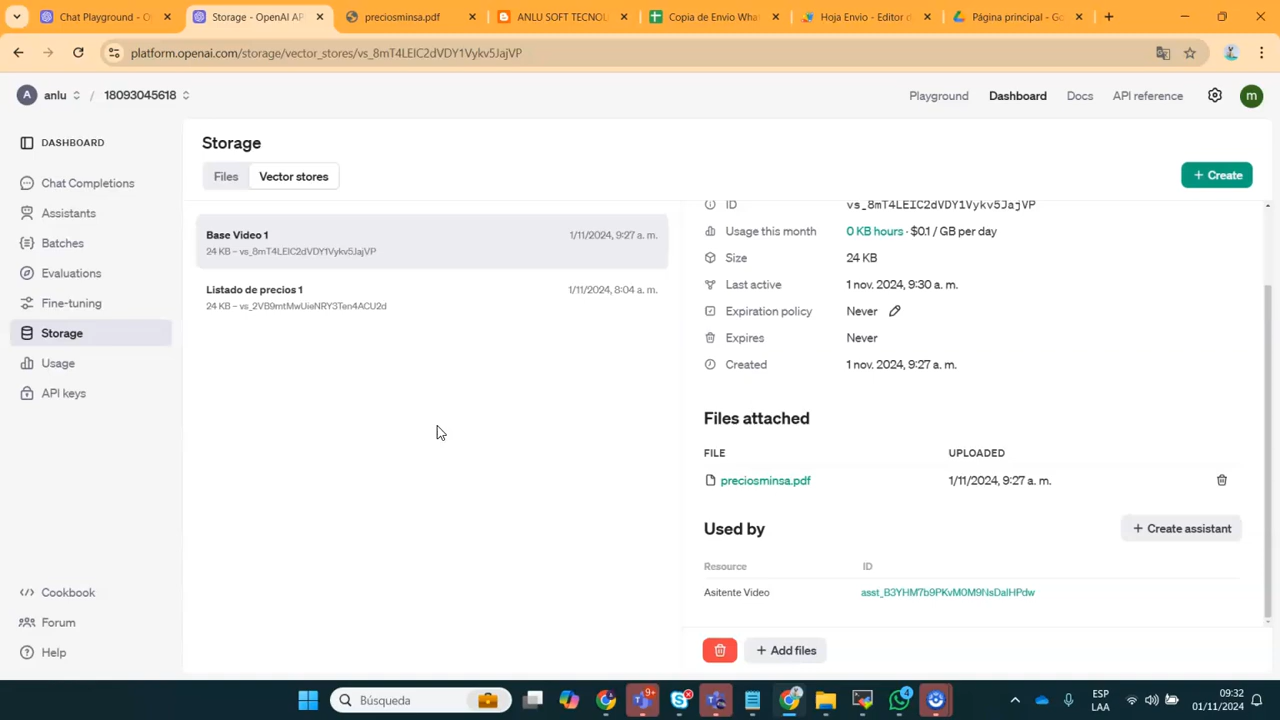 Chat Playground - O
Storage - OpenAI AP
preciosminsa.pdf
ANLU SOFT TECNOL
Copia de Envio Wha
Hoja Envio - Editor d
Página principal - Go
platform.openai.com/storage/vector_stores/vs_8mT4LEIC2dVDY1Vykv5JajVP
A anlu / 18093045618
Playground Dashboard Docs API reference m
DASHBOARD
Chat Completions
Assistants
Batches
Evaluations
Fine-tuning
Storage
Usage
API keys
Cookbook
Forum
Help
Storage
Files Vector stores
+ Create
Base Video 1 1/11/2024, 9:27 a. m.
24 KB – vs_8mT4LEIC2dVDY1Vykv5JajVP
Listado de precios 1 1/11/2024, 8:04 a. m.
24 KB – vs_2VB9mtMwUieNRY3Ten4ACU2d
ID vs_8mT4LEIC2dVDY1Vykv5JajVP
Usage this month 0 KB hours · $0.1 / GB per day
Size 24 KB
Last active 1 nov. 2024, 9:30 a. m.
Expiration policy Never
Expires Never
Created 1 nov. 2024, 9:27 a. m.
Files attached
FILE UPLOADED
preciosminsa.pdf 1/11/2024, 9:27 a. m.
Used by
+ Create assistant
Resource ID
Asitente Video asst_B3YHM7b9PKvM0M9NsDalHPdw
+ Add files
Búsqueda
9+
4
ESP
LAA
09:32
01/11/2024